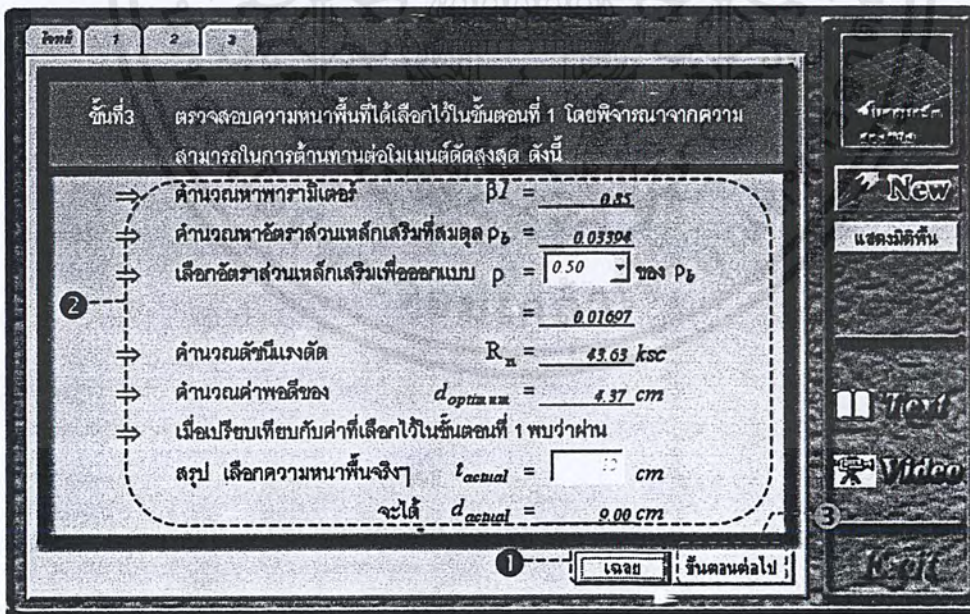 โจทย์ 1 2 3
ขั้นที่3 ตรวจสอบความหนาพื้นที่ได้เลือกไว้ในขั้นตอนที่ 1 โดยพิจารณาจากความ
สามารถในการต้านทานต่อโมเมนต์ดัดสูงสุด ดังนี้
⇒ คำนวณหาพารามิเตอร์ β1 = 0.85
⇒ คำนวณหาอัตราส่วนเหล็กเสริมที่สมดุล ρb = 0.03394
⇒ เลือกอัตราส่วนเหล็กเสริมเพื่อออกแบบ ρ = 0.50 ของ ρb
❷ = 0.01697
⇒ คำนวณดัชนีแรงดัด Rn = 43.63 ksc
⇒ คำนวณค่าพอดีของ doptimum = 4.37 cm
⇒ เมื่อเปรียบเทียบกับค่าที่เลือกไว้ในขั้นตอนที่ 1 พบว่าผ่าน
สรุป เลือกความหนาพื้นจริงๆ tactual = cm
จะได้ dactual = 9.00 cm
❶ เฉลย ขั้นตอนต่อไป ③
New
แสดงมิติพื้น
Text
Video
Exit